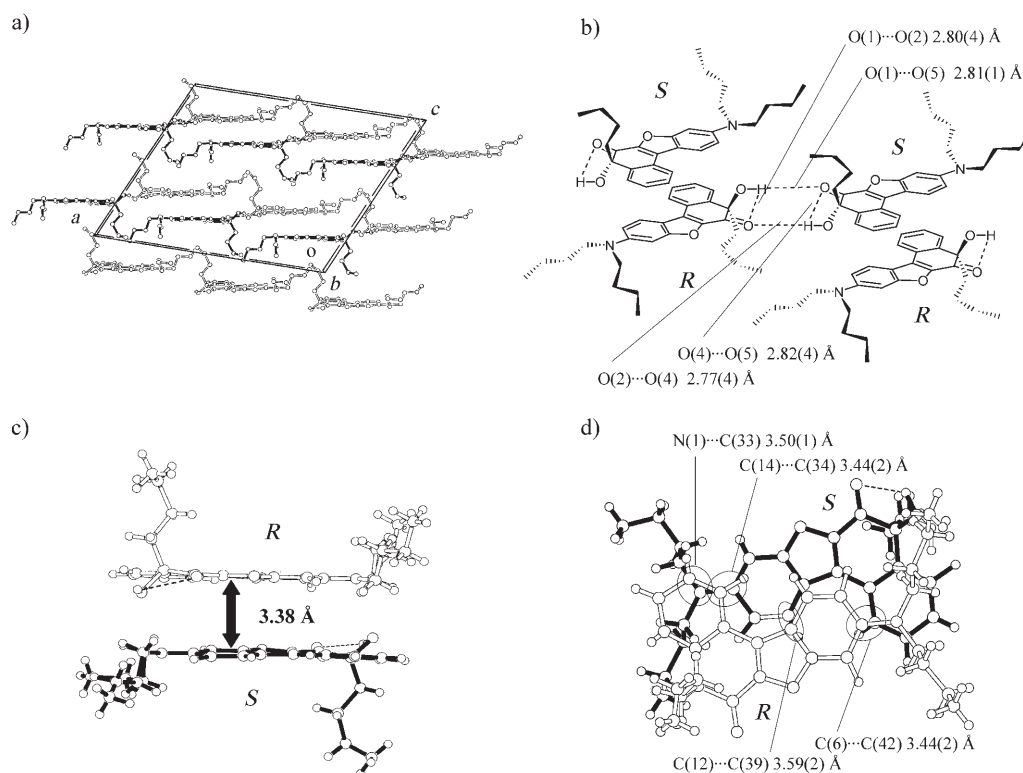 a)
c
a
o
b
b)
O(1)···O(2) 2.80(4) Å
O(1)···O(5) 2.81(1) Å
S
O
N
O
H-O
S
O-H
O
N
O
O
H-O
O
N
R
O-H
O
N
O
R
O(4)···O(5) 2.82(4) Å
O(2)···O(4) 2.77(4) Å
c)
R
3.38 Å
S
d)
N(1)···C(33) 3.50(1) Å
C(14)···C(34) 3.44(2) Å
S
R
C(6)···C(42) 3.44(2) Å
C(12)···C(39) 3.59(2) Å